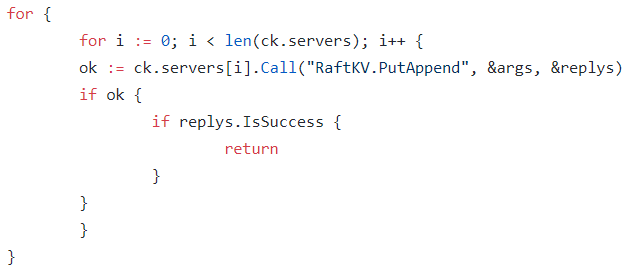 for {
        for i := 0; i < len(ck.servers); i++ {
        ok := ck.servers[i].Call("RaftKV.PutAppend", &args, &replys)
        if ok {
                if replys.IsSuccess {
                        return
                }
        }
        }
}